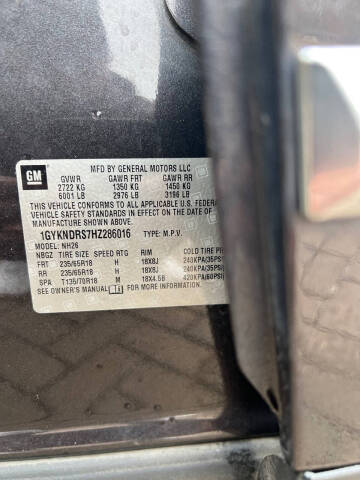 GM
MFD BY GENERAL MOTORS LLC
GVWR GAWR FRT GAWR RR
2722 KG 1350 KG 1450 KG
6001 LB 2976 LB 3196 LB
THIS VEHICLE CONFORMS TO ALL APPLICABLE U.S. FEDERAL
VEHICLE SAFETY STANDARDS IN EFFECT ON THE
DATE OF MANUFACTURE SHOWN ABOVE.
1GYKNDRS7HZ286016 TYPE: M.P.V.
MODEL: NH26
NBGZ TIRE SIZE SPEED RTG RIM COLD TIRE PR
FRT 235/65R18 H 18X8J 240KPA(35PSI
RR 235/65R18 H 18X8J 240KPA(35PSI
SPA T135/70R18 M 18X4.5B 420KPA(60PSI
SEE OWNER'S MANUAL FOR ADDITIONAL INFORMATION